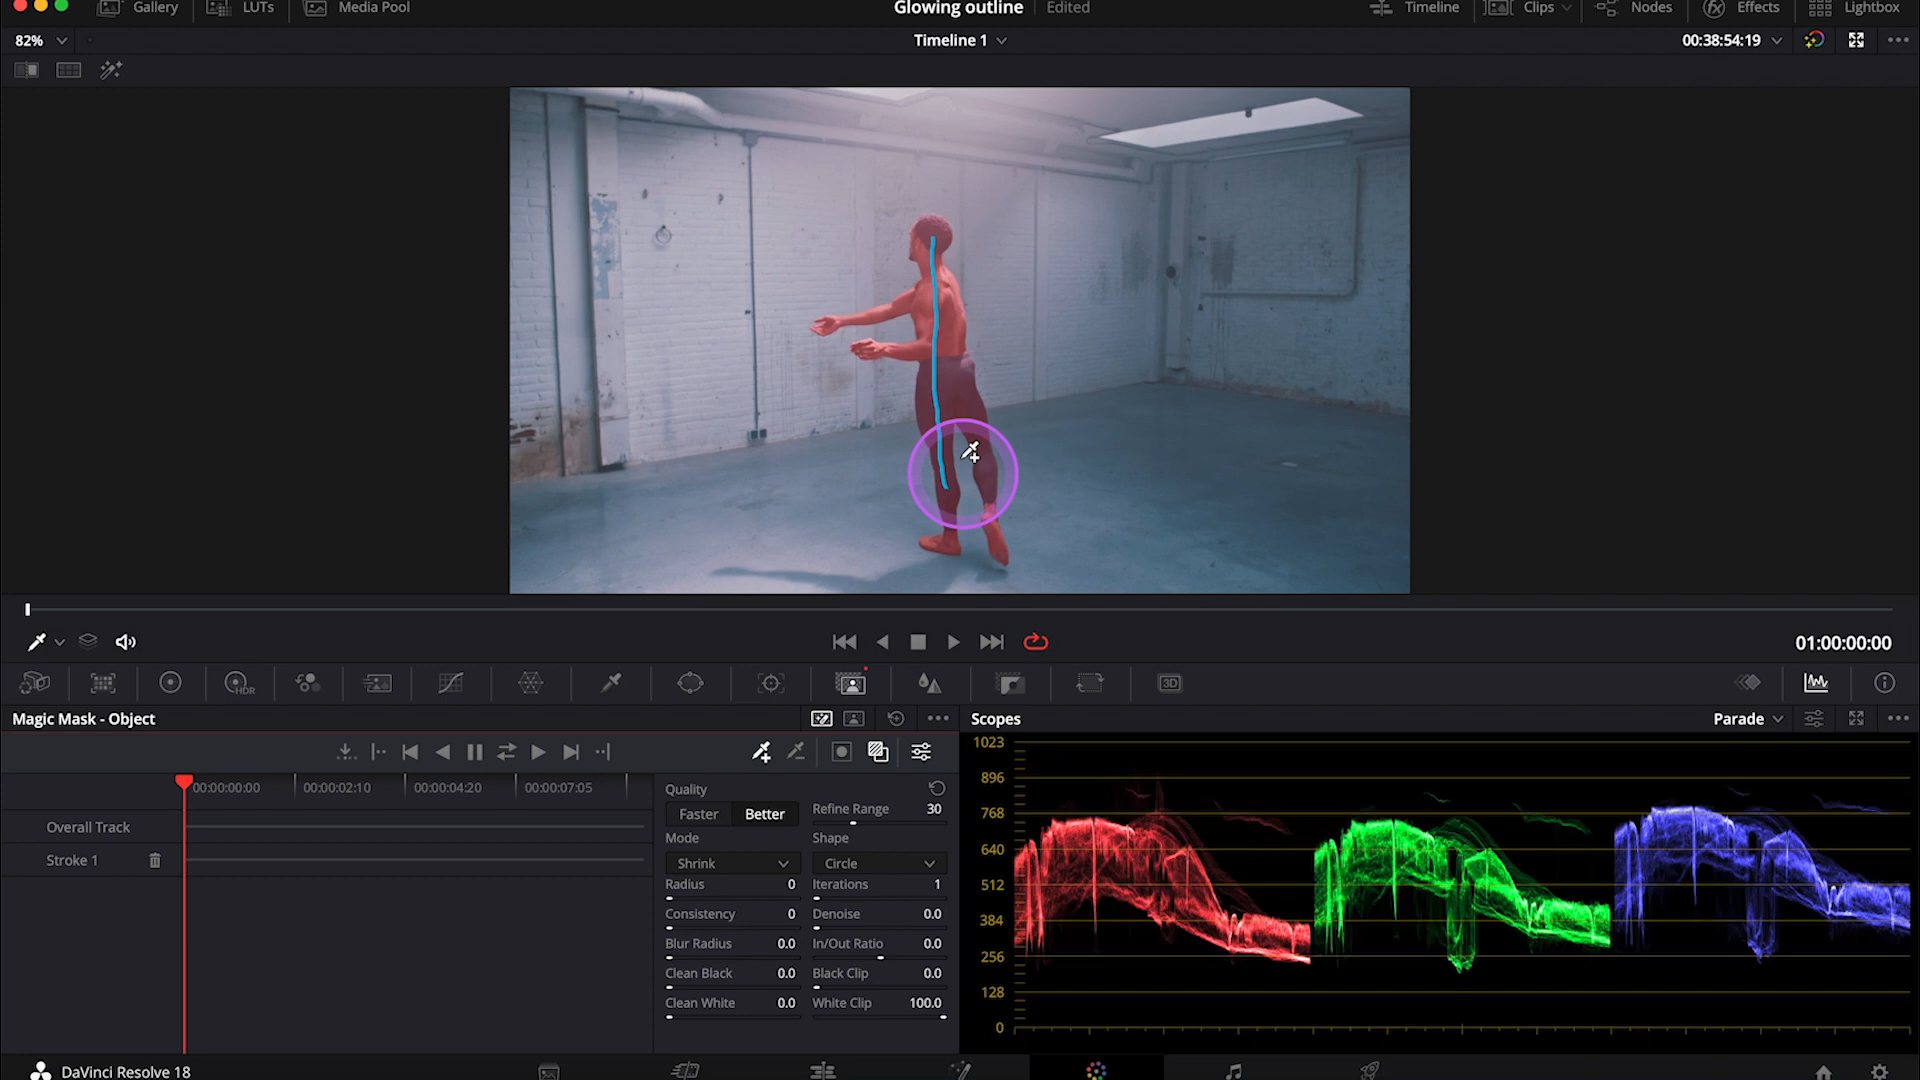 Gallery LUTs Media Pool Glowing outline Edited Timeline Clips Nodes Effects Lightbox
82% Timeline 1 00:38:54:19
01:00:00:00
HDR 3D
Magic Mask - Object Scopes Parade
00:00:00:00 00:00:02:10 00:00:04:20 00:00:07:05
Overall Track
Stroke 1
Quality
Faster Better Refine Range 30
Mode Shape
Shrink Circle
Radius 0 Iterations 1
Consistency 0 Denoise 0.0
Blur Radius 0.0 In/Out Ratio 0.0
Clean Black 0.0 Black Clip 0.0
Clean White 0.0 White Clip 100.0
1023
896
768
640
512
384
256
128
0
DaVinci Resolve 18